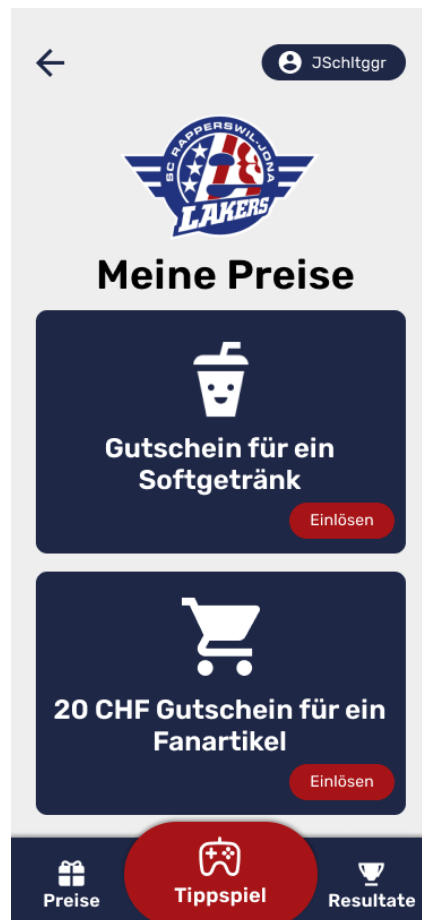 JSchltggr
SC RAPPERSWIL-JONA
LAKERS
Meine Preise
Gutschein für ein
Softgetränk
Einlösen
20 CHF Gutschein für ein
Fanartikel
Einlösen
Preise
Tippspiel
Resultate